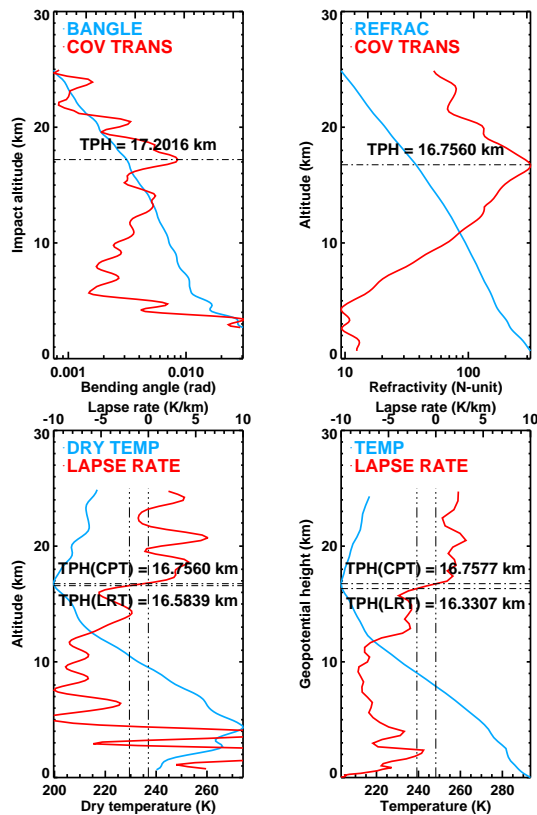 30
BANGLE
COV TRANS
20
TPH = 17.2016 km
10
0
Impact altitude (km)
0.001
0.010
Bending angle (rad)
30
REFRAC
COV TRANS
20
TPH = 16.7560 km
10
0
Altitude (km)
10
100
Refractivity (N-unit)
Lapse rate (K/km)
-10
-5
0
5
10
30
DRY TEMP
LAPSE RATE
20
TPH(CPT) = 16.7560 km
TPH(LRT) = 16.5839 km
10
0
Altitude (km)
200
220
240
260
Dry temperature (K)
Lapse rate (K/km)
-10
-5
0
5
10
30
TEMP
LAPSE RATE
20
TPH(CPT) = 16.7577 km
TPH(LRT) = 16.3307 km
10
0
Geopotential height (km)
220
240
260
280
Temperature (K)